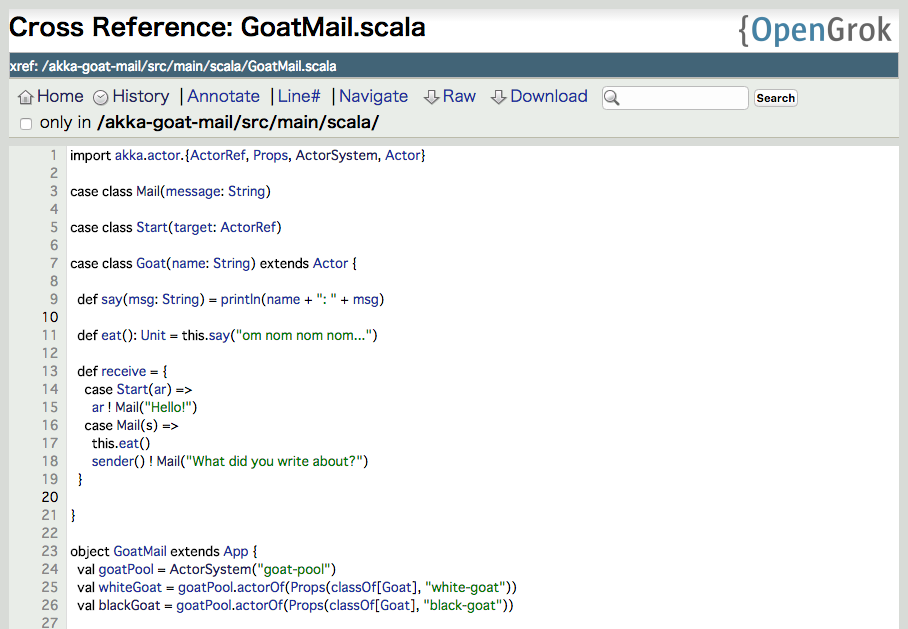 Cross Reference: GoatMail.scala
{OpenGrok
xref: /akka-goat-mail/src/main/scala/GoatMail.scala
Home History | Annotate | Line# | Navigate Raw Download Search
only in /akka-goat-mail/src/main/scala/
1 import akka.actor.{ActorRef, Props, ActorSystem, Actor}
2
3 case class Mail(message: String)
4
5 case class Start(target: ActorRef)
6
7 case class Goat(name: String) extends Actor {
8
9   def say(msg: String) = println(name + ": " + msg)
10
11   def eat(): Unit = this.say("om nom nom nom...")
12
13   def receive = {
14     case Start(ar) =>
15       ar ! Mail("Hello!")
16     case Mail(s) =>
17       this.eat()
18       sender() ! Mail("What did you write about?")
19   }
20
21 }
22
23 object GoatMail extends App {
24   val goatPool = ActorSystem("goat-pool")
25   val whiteGoat = goatPool.actorOf(Props(classOf[Goat], "white-goat"))
26   val blackGoat = goatPool.actorOf(Props(classOf[Goat], "black-goat"))
27